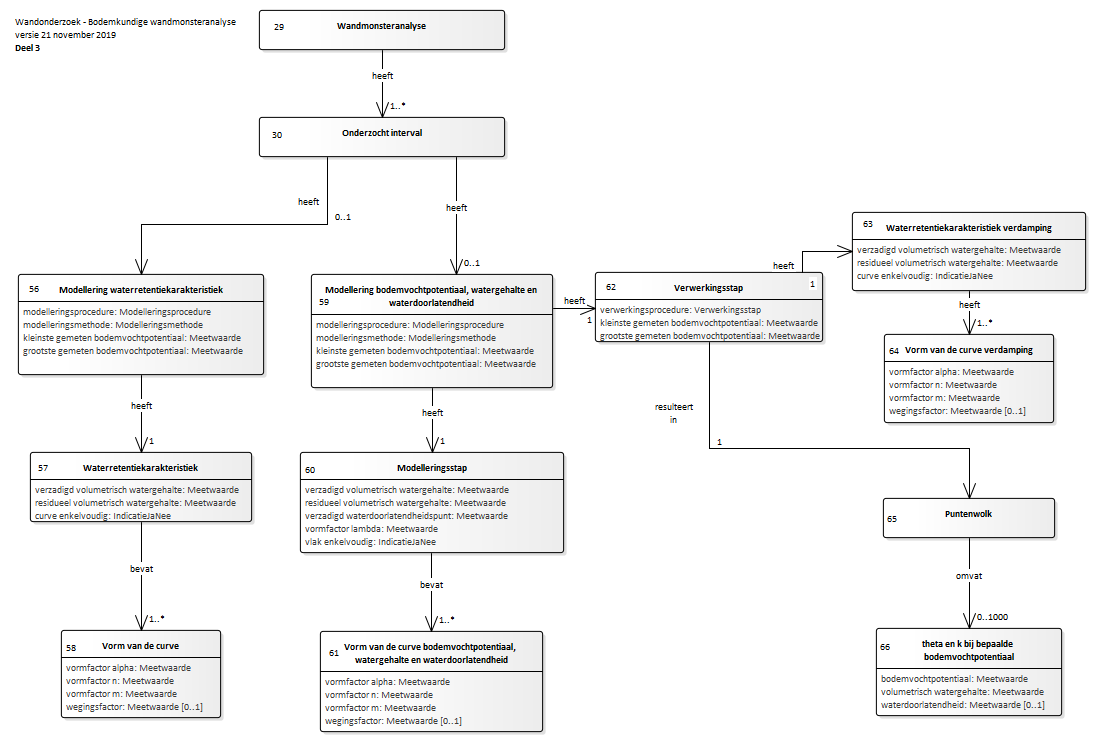 Wandonderzoek - Bodemkundige wandmonsteranalyse
versie 21 november 2019
Deel 3
29
Wandmonsteranalyse
heeft
1..*
30
Onderzocht interval
heeft
0..1
heeft
0..1
56
Modellering waterretentiekarakteristiek
modelleringsprocedure: Modelleringsprocedure
modelleringsmethode: Modelleringsmethode
kleinste gemeten bodemvochtpotentiaal: Meetwaarde
grootste gemeten bodemvochtpotentiaal: Meetwaarde
heeft
1
57
Waterretentiekarakteristiek
verzadigd volumetrisch watergehalte: Meetwaarde
residueel volumetrisch watergehalte: Meetwaarde
curve enkelvoudig: IndicatieJaNee
bevat
1..*
58
Vorm van de curve
vormfactor alpha: Meetwaarde
vormfactor n: Meetwaarde
vormfactor m: Meetwaarde
wegingsfactor: Meetwaarde [0..1]
59
Modellering bodemvochtpotentiaal, watergehalte en
waterdoorlatendheid
modelleringsprocedure: Modelleringsprocedure
modelleringsmethode: Modelleringsmethode
kleinste gemeten bodemvochtpotentiaal: Meetwaarde
grootste gemeten bodemvochtpotentiaal: Meetwaarde
heeft
1
60
Modelleringsstap
verzadigd volumetrisch watergehalte: Meetwaarde
residueel volumetrisch watergehalte: Meetwaarde
verzadigd waterdoorlatendheidspunt: Meetwaarde
vormfactor lambda: Meetwaarde
vlak enkelvoudig: IndicatieJaNee
bevat
1..*
61
Vorm van de curve bodemvochtpotentiaal,
watergehalte en waterdoorlatendheid
vormfactor alpha: Meetwaarde
vormfactor n: Meetwaarde
vormfactor m: Meetwaarde
wegingsfactor: Meetwaarde [0..1]
heeft
1
62
Verwerkingsstap
verwerkingsprocedure: Verwerkingsstap
kleinste gemeten bodemvochtpotentiaal: Meetwaarde
grootste gemeten bodemvochtpotentiaal: Meetwaarde
heeft
1
63
Waterretentiekarakteristiek verdamping
verzadigd volumetrisch watergehalte: Meetwaarde
residueel volumetrisch watergehalte: Meetwaarde
curve enkelvoudig: IndicatieJaNee
heeft
1..*
64
Vorm van de curve verdamping
vormfactor alpha: Meetwaarde
vormfactor n: Meetwaarde
vormfactor m: Meetwaarde
wegingsfactor: Meetwaarde [0..1]
resulteert
in
1
65
Puntenwolk
omvat
0..1000
66
theta en k bij bepaalde
bodemvochtpotentiaal
bodemvochtpotentiaal: Meetwaarde
volumetrisch watergehalte: Meetwaarde
waterdoorlatendheid: Meetwaarde [0..1]